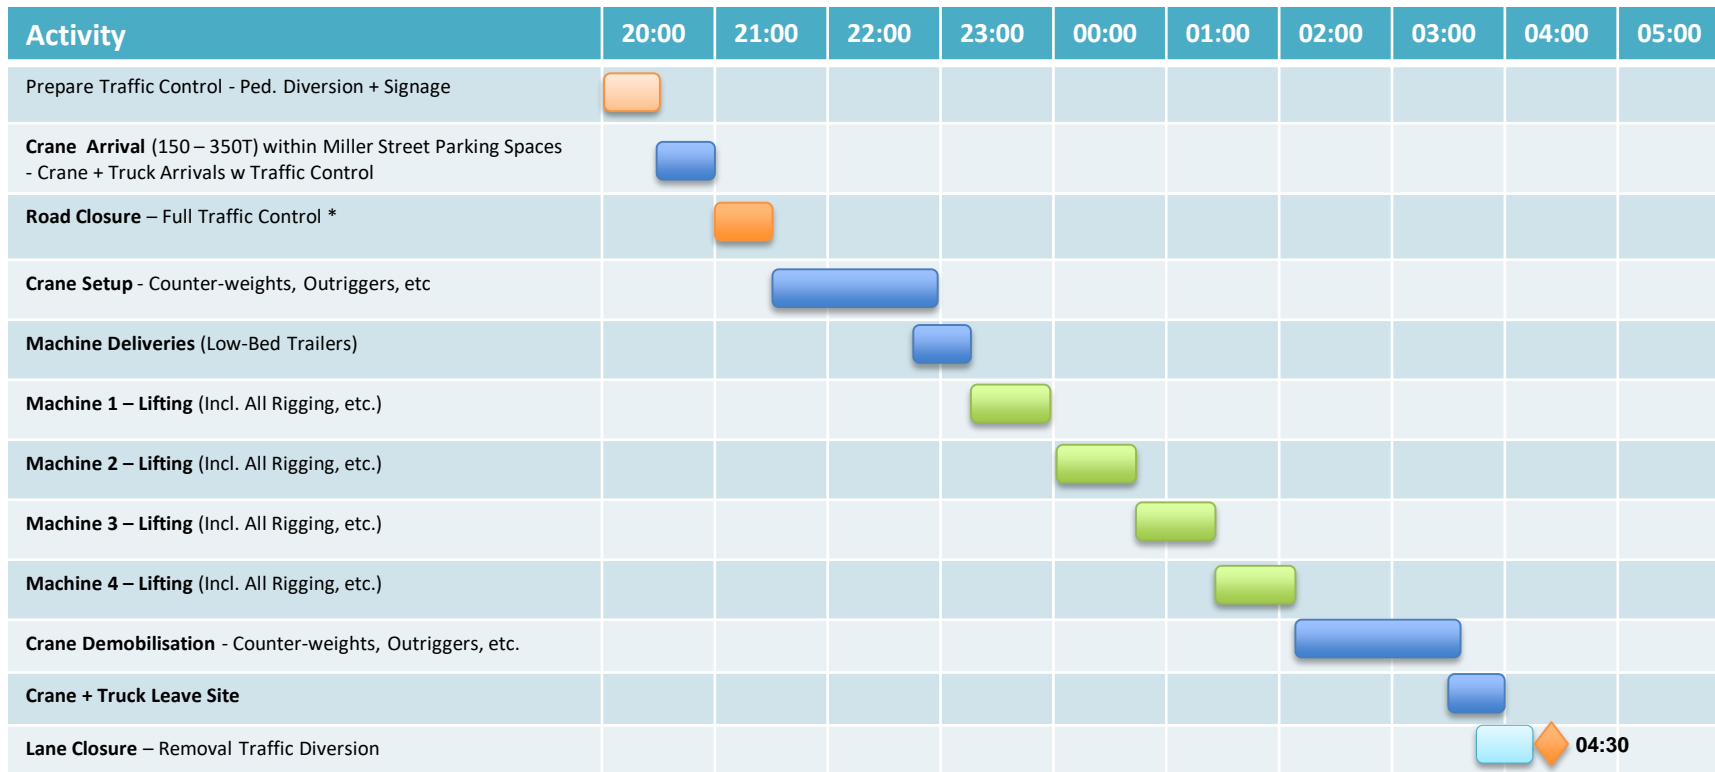 Activity 20:00 21:00 22:00 23:00 00:00 01:00 02:00 03:00 04:00 05:00
Prepare Traffic Control - Ped. Diversion + Signage
Crane Arrival (150 – 350T) within Miller Street Parking Spaces
- Crane + Truck Arrivals w Traffic Control
Road Closure – Full Traffic Control *
Crane Setup - Counter-weights, Outriggers, etc
Machine Deliveries (Low-Bed Trailers)
Machine 1 – Lifting (Incl. All Rigging, etc.)
Machine 2 – Lifting (Incl. All Rigging, etc.)
Machine 3 – Lifting (Incl. All Rigging, etc.)
Machine 4 – Lifting (Incl. All Rigging, etc.)
Crane Demobilisation - Counter-weights, Outriggers, etc.
Crane + Truck Leave Site
Lane Closure – Removal Traffic Diversion 04:30